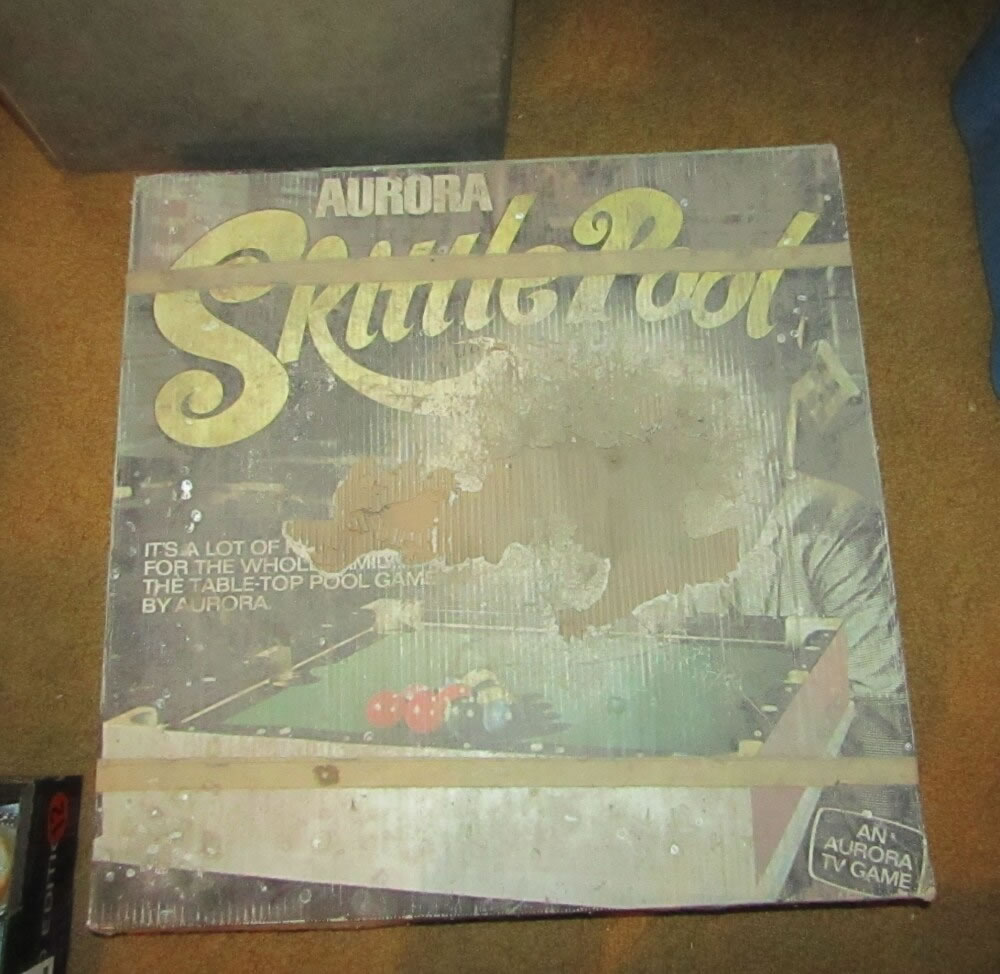 AURORA
Skittle Pool
IT'S A LOT OF
FOR THE WHOLE FAMILY.
THE TABLE-TOP POOL GAME
BY AURORA.
AN
AURORA
TV GAME